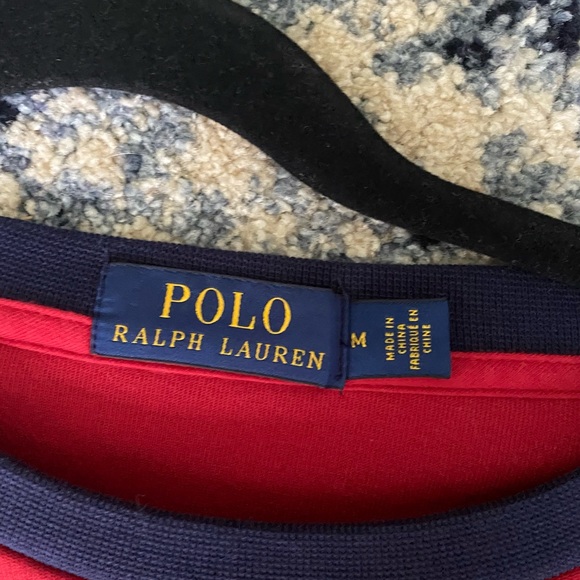 POLO
RALPH LAUREN
M
MADE IN
CHINA
FABRIQUÉ EN
CHINE